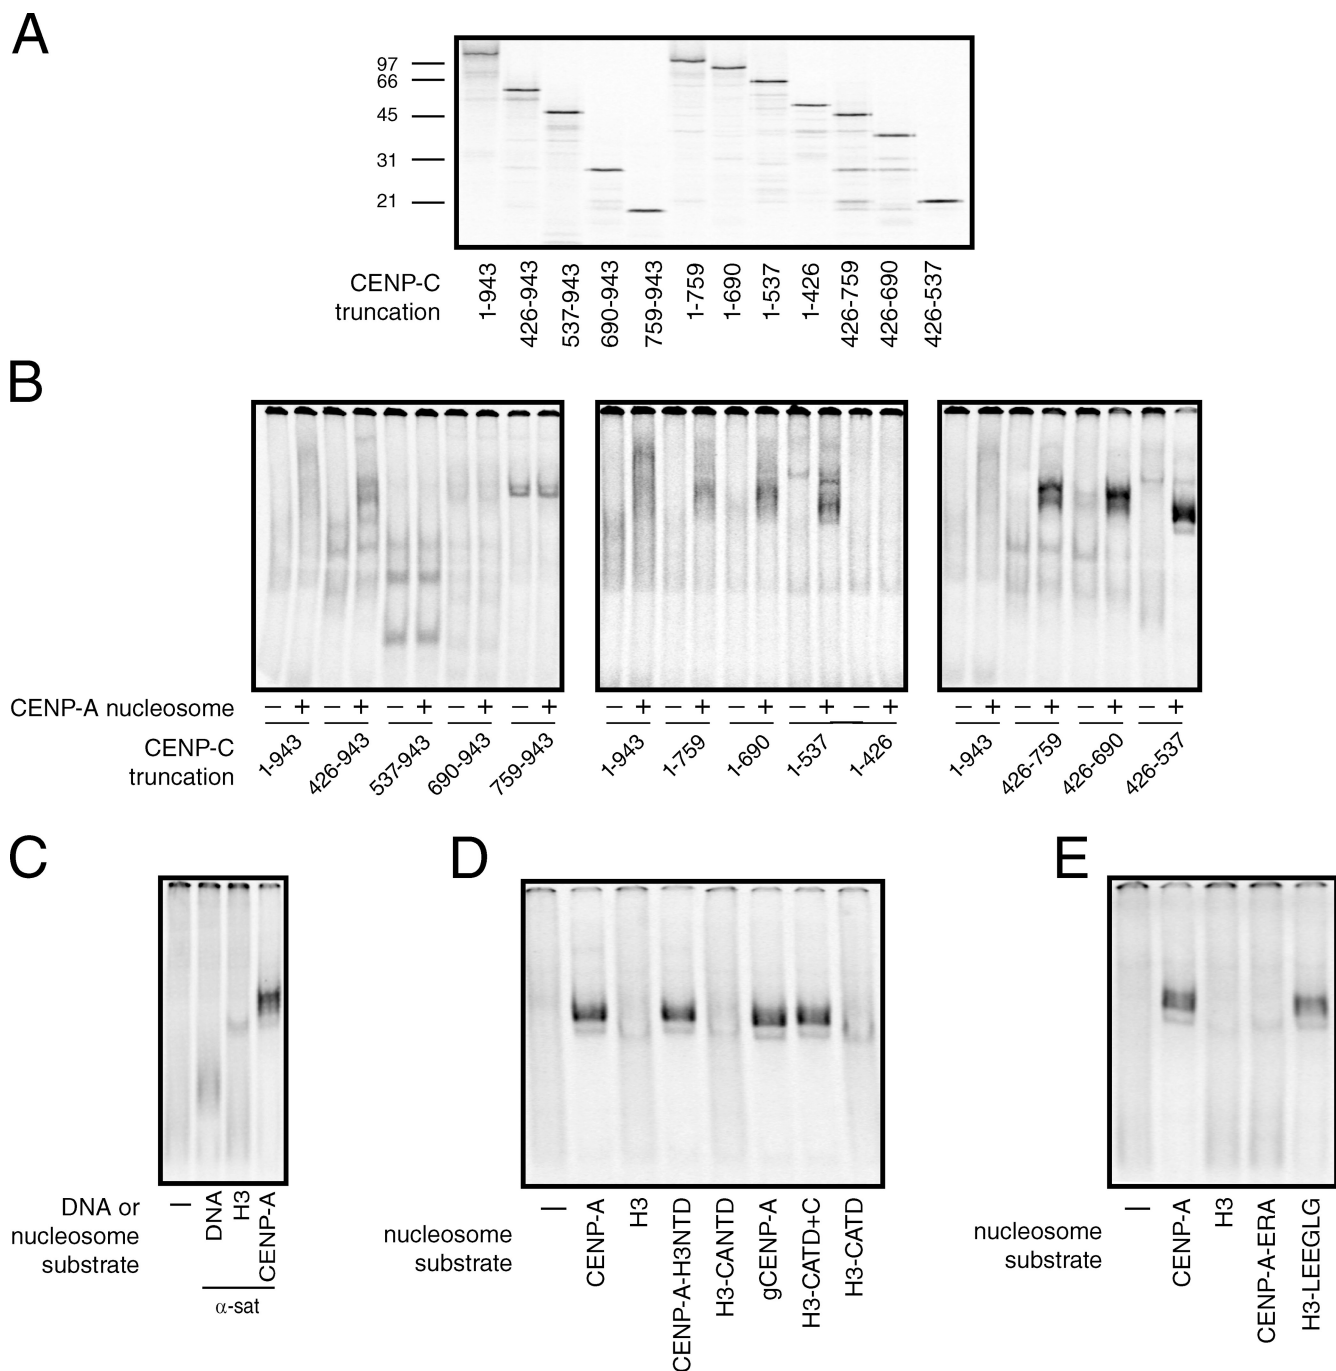 A
97
66
45
31
21
CENP-C
truncation
1-943
426-943
537-943
690-943
759-943
1-759
1-690
1-537
1-426
426-759
426-690
426-537
B
CENP-A nucleosome
− + − + − + − + − +
− + − + − + − + − +
− + − + − + − +
CENP-C
truncation
1-943
426-943
537-943
690-943
759-943
1-943
1-759
1-690
1-537
1-426
1-943
426-759
426-690
426-537
C
DNA or
nucleosome
substrate
−
DNA
H3
CENP-A
α-sat
D
nucleosome
substrate
−
CENP-A
H3
CENP-A-H3NTD
H3-CANTD
gCENP-A
H3-CATD+C
H3-CATD
E
nucleosome
substrate
−
CENP-A
H3
CENP-A-ERA
H3-LEEGLG